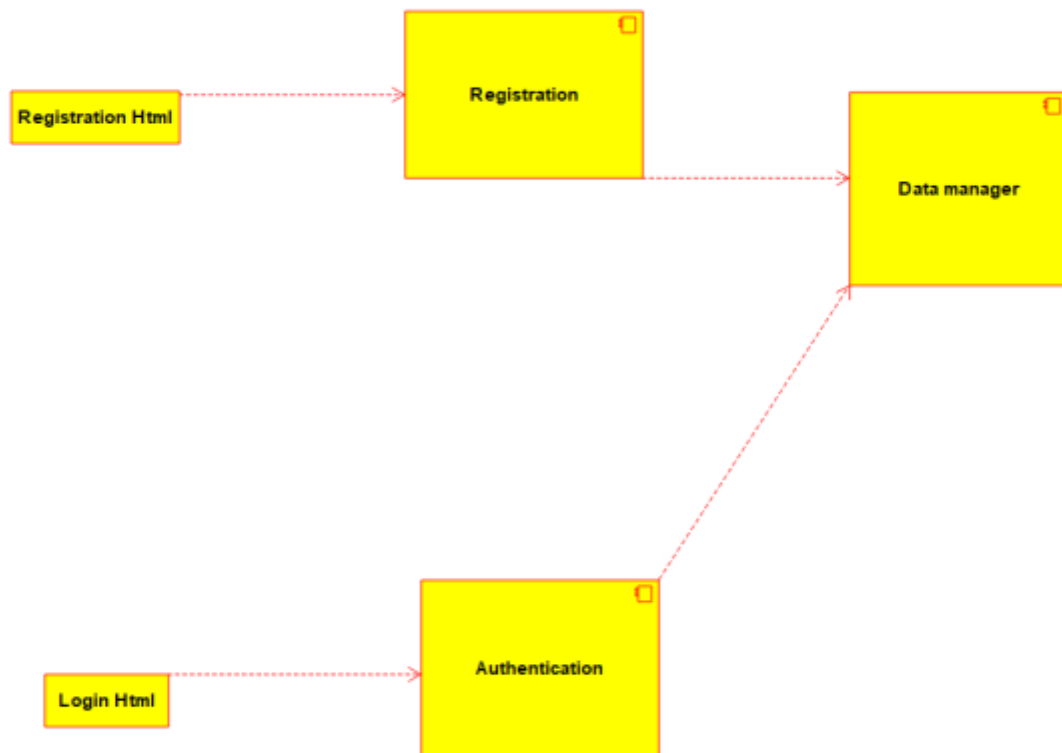 Registration
Registration Html
Data manager
Authentication
Login Html